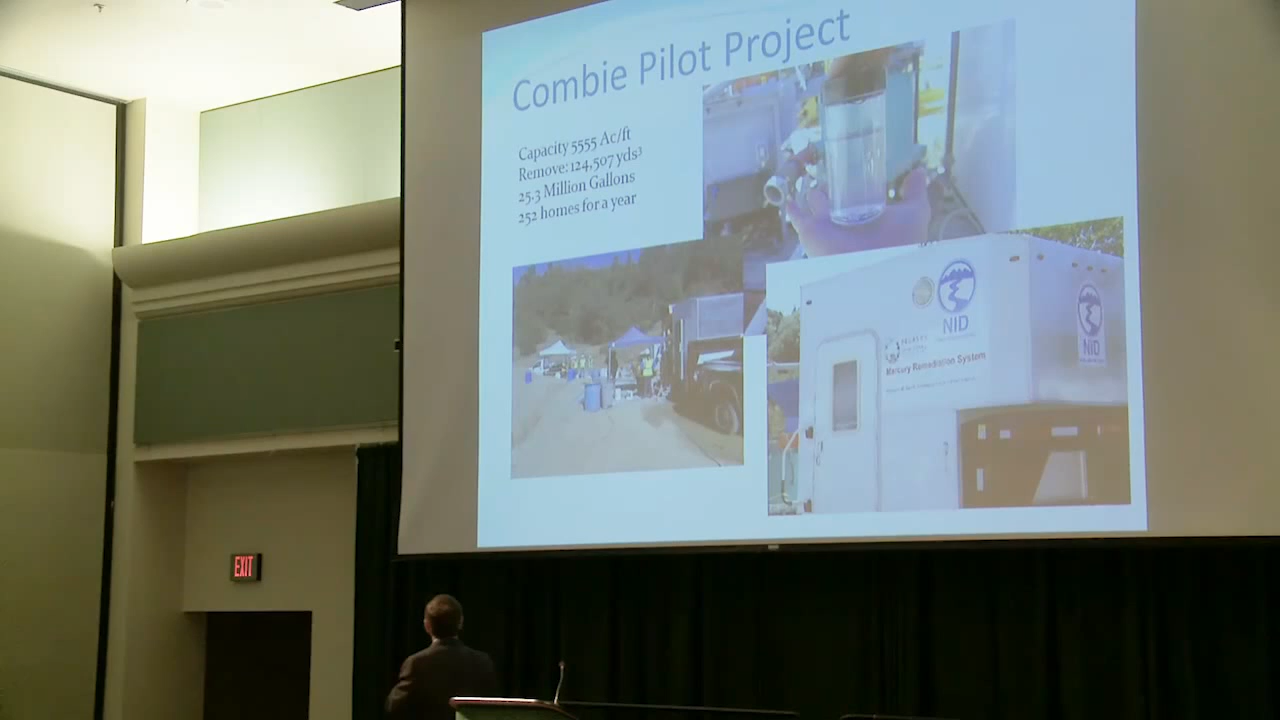 Combie Pilot Project
Capacity 5555 Ac/ft
Remove: 124,507 yds³
25.3 Million Gallons
252 homes for a year
NID
NID
Mercury Remediation System
EXIT